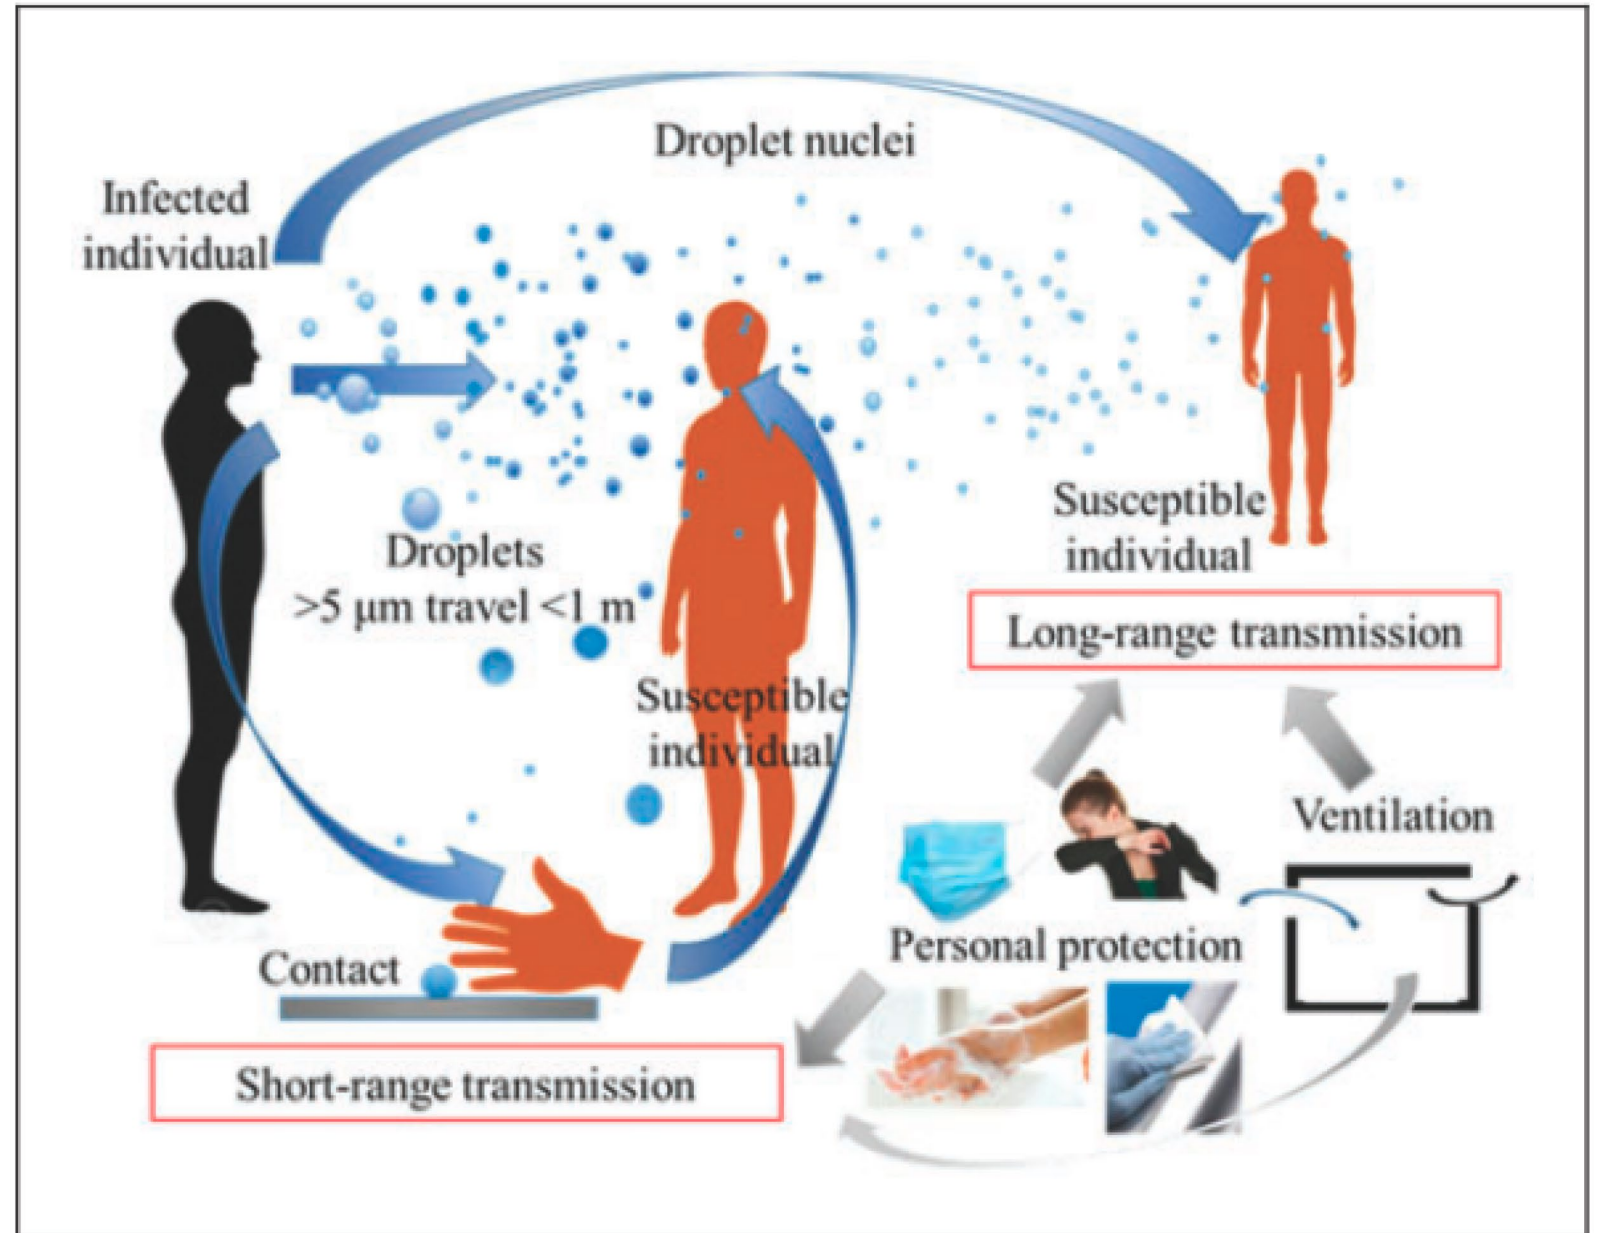 Droplet nuclei
Infected
individual
Droplets
>5 μm travel <1 m
Susceptible
individual
Susceptible
individual
Long-range transmission
Ventilation
Personal protection
Contact
Short-range transmission